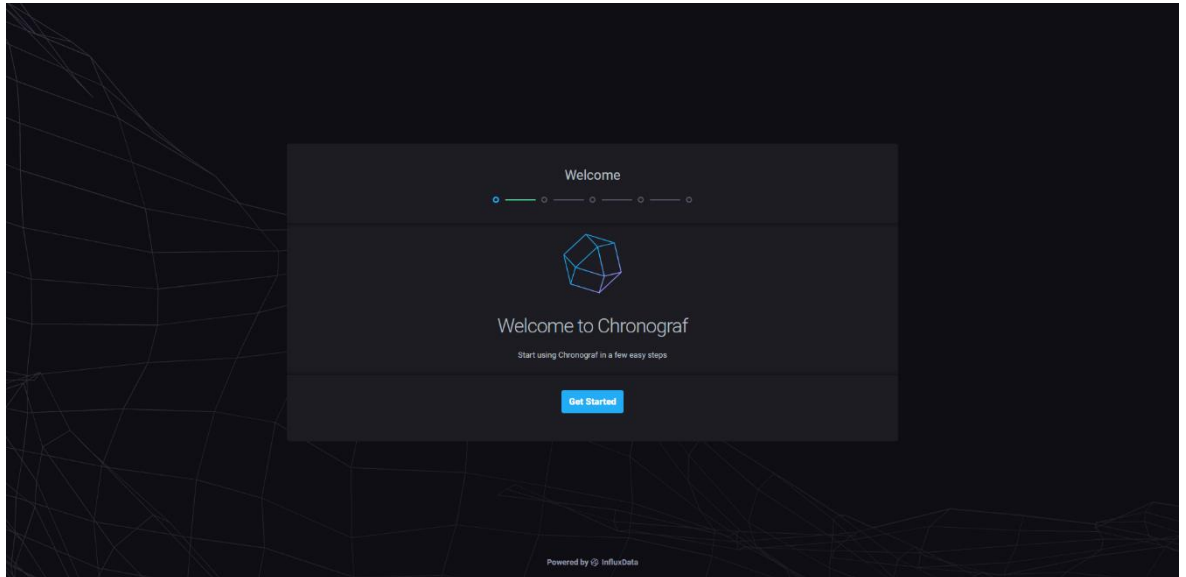 Welcome
Welcome to Chronograf
Start using Chronograf in a few easy steps
Get Started
Powered by InfluxData